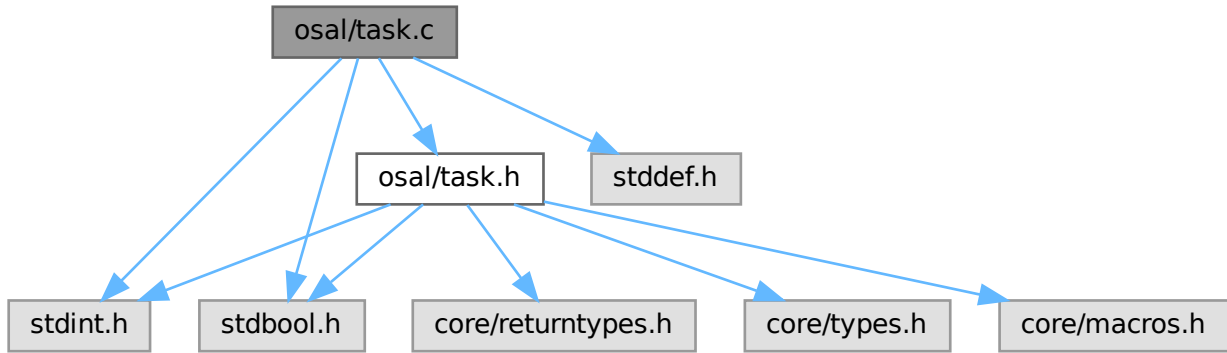 osal/task.c
osal/task.h
stddef.h
stdint.h
stdbool.h
core/returntypes.h
core/types.h
core/macros.h